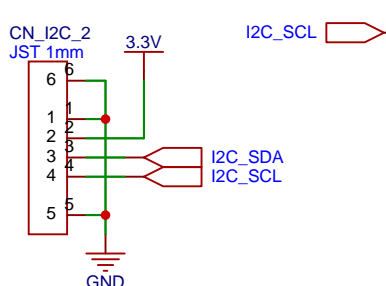 CN_I2C_2
JST 1mm
3.3V
I2C_SCL
6
6
1
1
2
2
3
3
I2C_SDA
4
4
I2C_SCL
5
5
GND